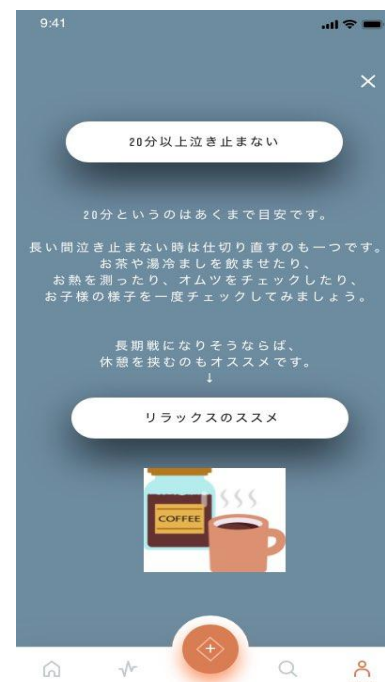 9:41
20分以上泣き止まない
20分というのはあくまで目安です。
長い間泣き止まない時は仕切り直すのも一つです。
お茶や湯冷ましを飲ませたり、
お熱を測ったり、オムツをチェックしたり、
お子様の様子を一度チェックしてみましょう。
長期戦になりそうならば、
休憩を挟むのもオススメです。
↓
リラックスのススメ
COFFEE